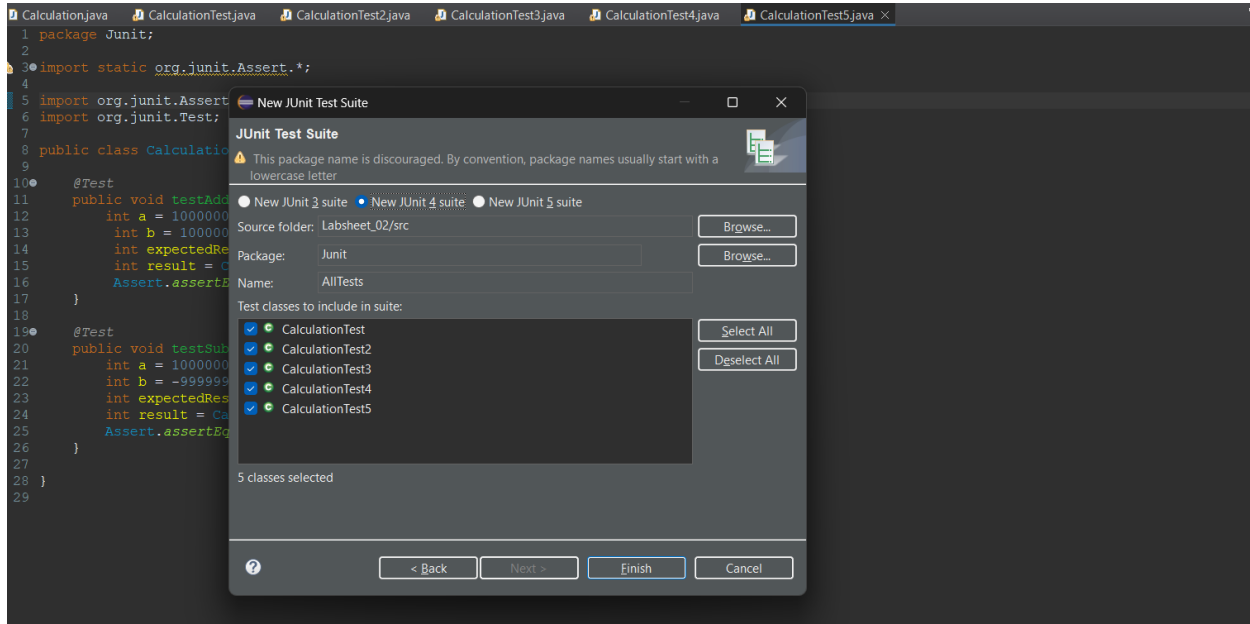 Calculation.java CalculationTest.java CalculationTest2.java CalculationTest3.java CalculationTest4.java CalculationTest5.java
1 package Junit;
2
3 import static org.junit.Assert.*;
4
5 import org.junit.Assert
6 import org.junit.Test;
7
8 public class Calculatio
9
10 @Test
11 public void testAdd
12 int a = 1000000
13 int b = 100000
14 int expectedRe
15 int result = C
16 Assert.assertE
17 }
18
19 @Test
20 public void testSub
21 int a = 1000000
22 int b = -999999
23 int expectedRes
24 int result = Ca
25 Assert.assertEq
26 }
27
28 }
29
New JUnit Test Suite
JUnit Test Suite
This package name is discouraged. By convention, package names usually start with a
lowercase letter
New JUnit 3 suite New JUnit 4 suite New JUnit 5 suite
Source folder: Labsheet_02/src Browse...
Package: Junit Browse...
Name: AllTests
Test classes to include in suite:
CalculationTest
CalculationTest2
CalculationTest3
CalculationTest4
CalculationTest5
Select All
Deselect All
5 classes selected
? < Back Next > Finish Cancel